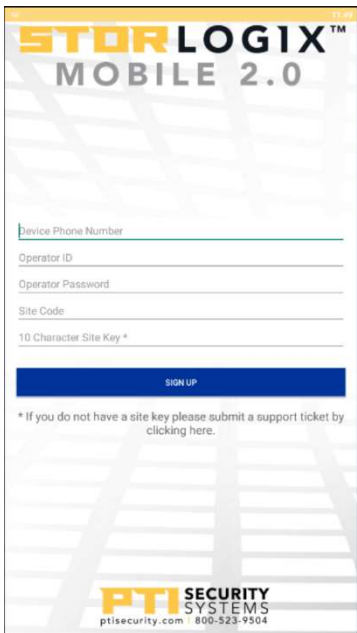 11:49
STORLOGIX™
MOBILE 2.0
Device Phone Number
Operator ID
Operator Password
Site Code
10 Character Site Key *
SIGN UP
* If you do not have a site key please submit a support ticket by
clicking here.
PTI SECURITY
SYSTEMS
ptisecurity.com | 800-523-9504